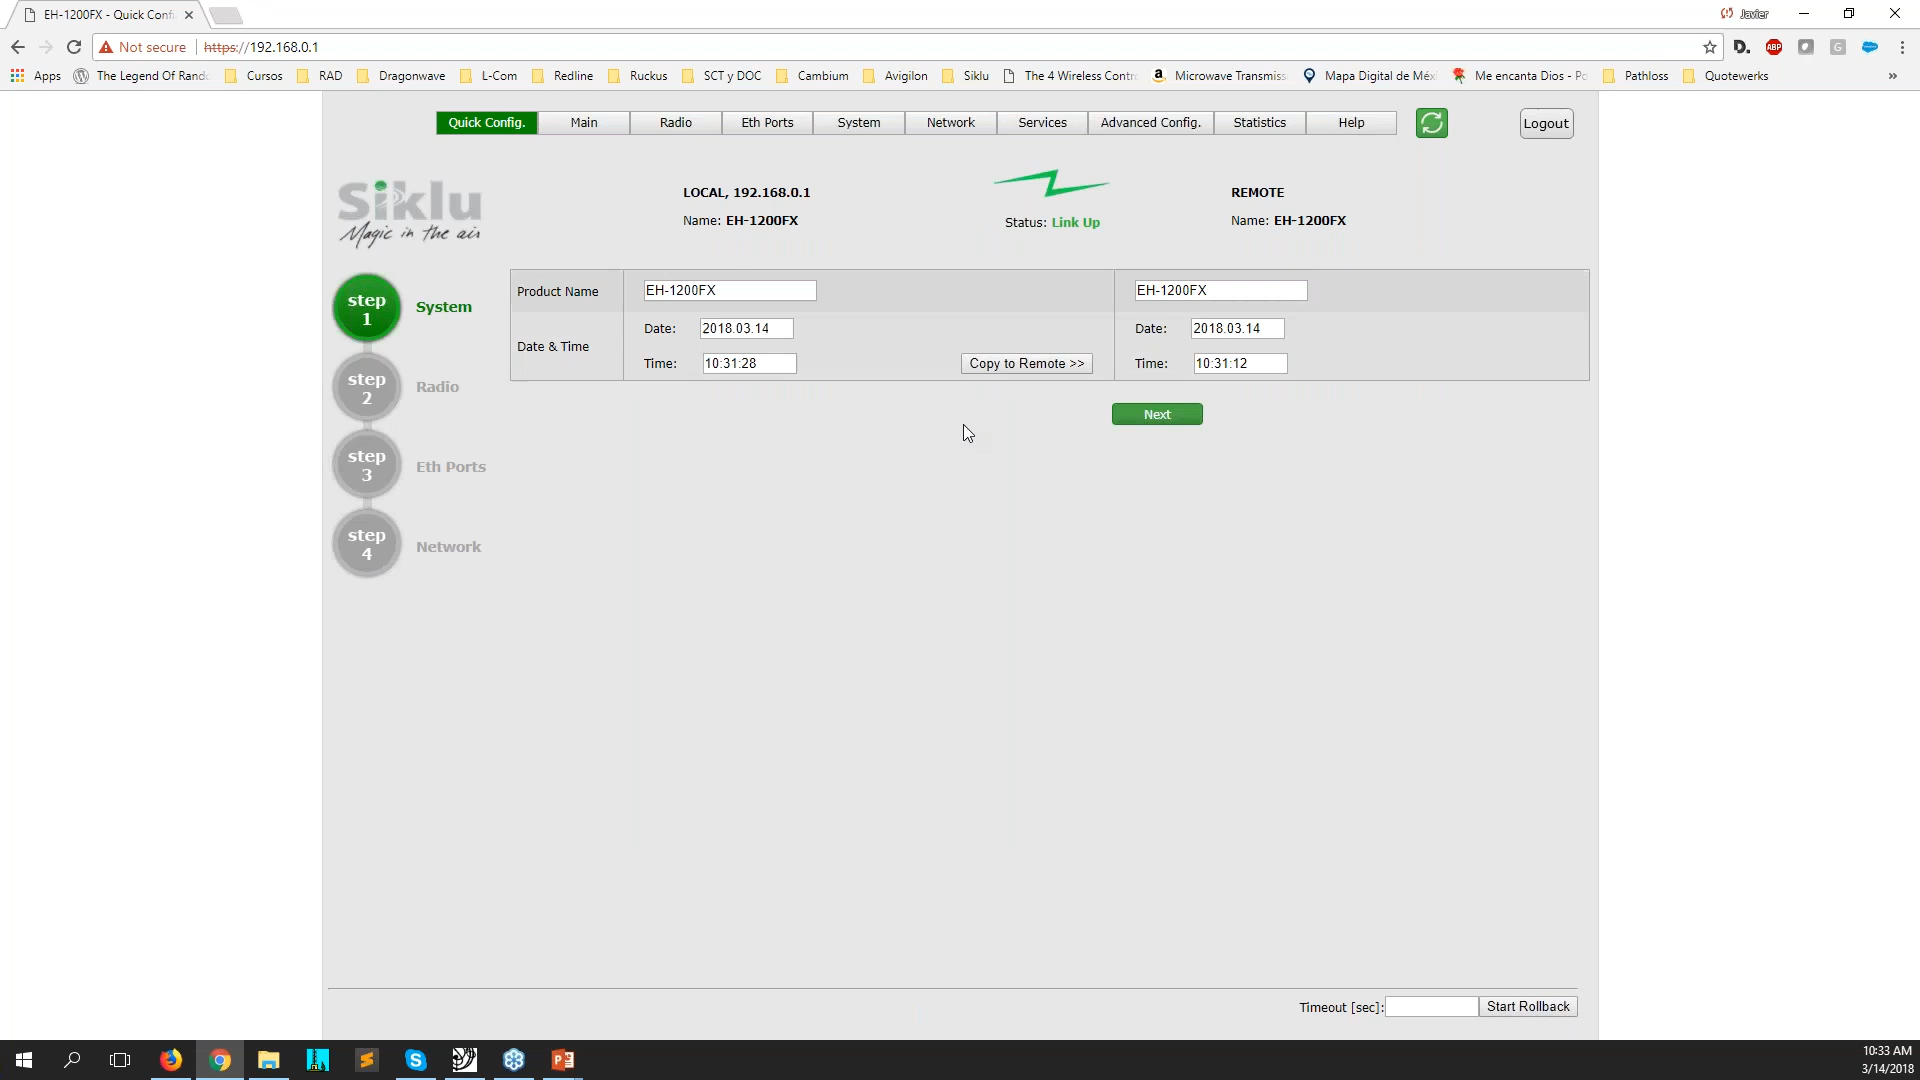 EH-1200FX - Quick Confi
Javier
Not secure
https://192.168.0.1
D.
ABP
G
Apps
The Legend Of Rando
Cursos
RAD
Dragonwave
L-Com
Redline
Ruckus
SCT y DOC
Cambium
Avigilon
Siklu
The 4 Wireless Contro
a
Microwave Transmiss
Mapa Digital de Méxi
Me encanta Dios - Po
Pathloss
Quotewerks
»
Quick Config.
Main
Radio
Eth Ports
System
Network
Services
Advanced Config.
Statistics
Help
Logout
Siklu
Magic in the air
LOCAL, 192.168.0.1
Name: EH-1200FX
Status: Link Up
REMOTE
Name: EH-1200FX
step
1
System
step
2
Radio
step
3
Eth Ports
step
4
Network
Product Name
EH-1200FX
EH-1200FX
Date & Time
Date:
2018.03.14
Date:
2018.03.14
Time:
10:31:28
Copy to Remote >>
Time:
10:31:12
Next
Timeout [sec]:
Start Rollback
10:33 AM
3/14/2018